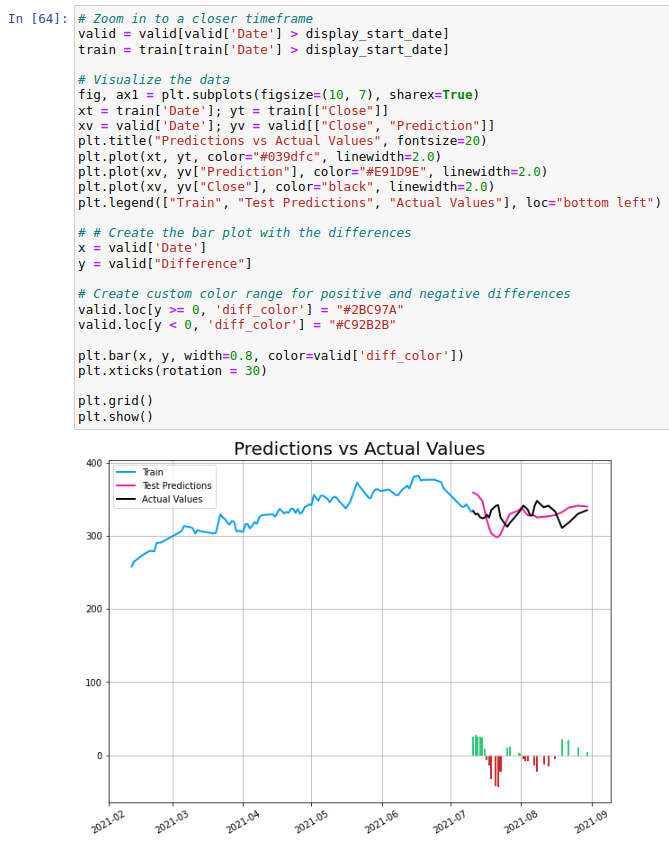 In [64]:
# Zoom in to a closer timeframe
valid = valid[valid['Date'] > display_start_date]
train = train[train['Date'] > display_start_date]
# Visualize the data
fig, ax1 = plt.subplots(figsize=(10, 7), sharex=True)
xt = train['Date']; yt = train[["Close"]]
xv = valid['Date']; yv = valid[["Close", "Prediction"]]
plt.title("Predictions vs Actual Values", fontsize=20)
plt.plot(xt, yt, color="#039dfc", linewidth=2.0)
plt.plot(xv, yv["Prediction"], color="#E91D9E", linewidth=2.0)
plt.plot(xv, yv["Close"], color="black", linewidth=2.0)
plt.legend(["Train", "Test Predictions", "Actual Values"], loc="bottom left")
# # Create the bar plot with the differences
x = valid['Date']
y = valid["Difference"]
# Create custom color range for positive and negative differences
valid.loc[y >= 0, 'diff_color'] = "#2BC97A"
valid.loc[y < 0, 'diff_color'] = "#C92B2B"
plt.bar(x, y, width=0.8, color=valid['diff_color'])
plt.xticks(rotation = 30)
plt.grid()
plt.show()
Predictions vs Actual Values
Train
Test Predictions
Actual Values
400
300
200
100
0
2021-02
2021-03
2021-04
2021-05
2021-06
2021-07
2021-08
2021-09